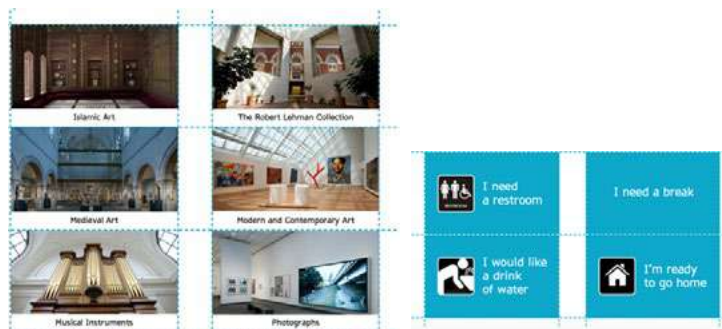 Islamic Art
The Robert Lehman Collection
Medieval Art
Modern and Contemporary Art
Musical Instruments
Photographs
I need
a restroom
I need a break
I would like
a drink
of water
I'm ready
to go home